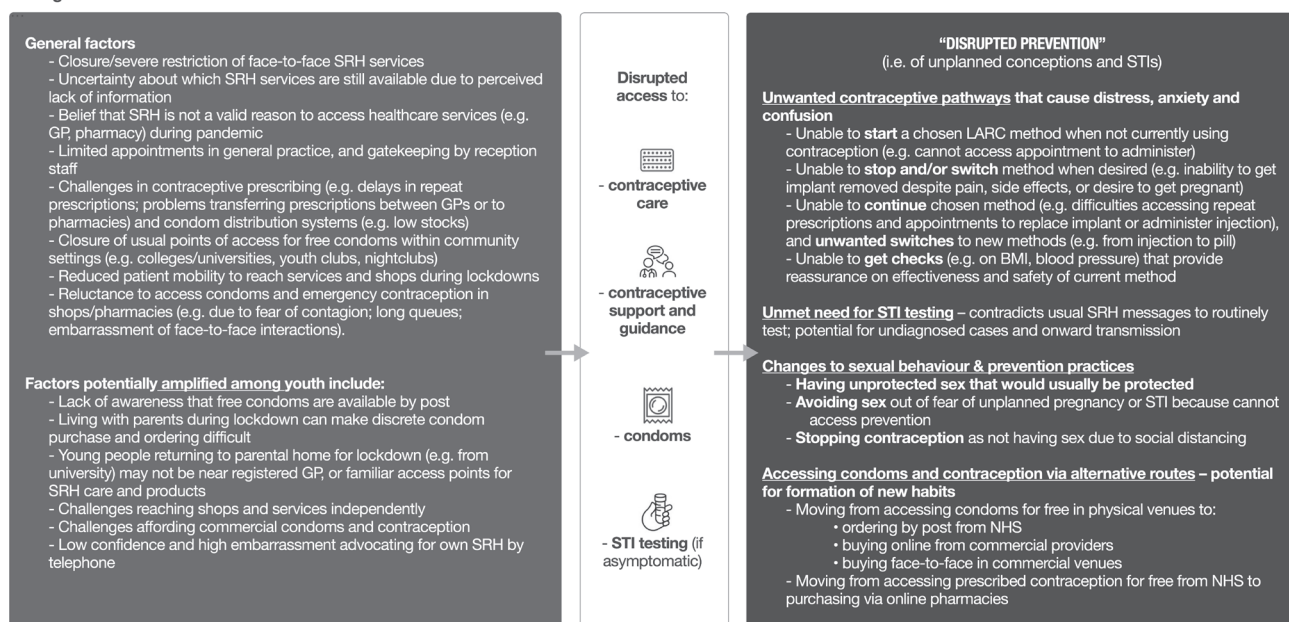 General factors
- Closure/severe restriction of face-to-face SRH services
- Uncertainty about which SRH services are still available due to perceived
lack of information
- Belief that SRH is not a valid reason to access healthcare services (e.g.
GP, pharmacy) during pandemic
- Limited appointments in general practice, and gatekeeping by reception
staff
- Challenges in contraceptive prescribing (e.g. delays in repeat
prescriptions; problems transferring prescriptions between GPs or to
pharmacies) and condom distribution systems (e.g. low stocks)
- Closure of usual points of access for free condoms within community
settings (e.g. colleges/universities, youth clubs, nightclubs)
- Reduced patient mobility to reach services and shops during lockdowns
- Reluctance to access condoms and emergency contraception in
shops/pharmacies (e.g. due to fear of contagion; long queues;
embarrassment of face-to-face interactions).
Factors potentially amplified among youth include:
- Lack of awareness that free condoms are available by post
- Living with parents during lockdown can make discrete condom
purchase and ordering difficult
- Young people returning to parental home for lockdown (e.g. from
university) may not be near registered GP, or familiar access points for
SRH care and products
- Challenges reaching shops and services independently
- Challenges affording commercial condoms and contraception
- Low confidence and high embarrassment advocating for own SRH by
telephone
Disrupted
access to:
- contraceptive
care
- contraceptive
support and
guidance
- condoms
- STI testing (if
asymptomatic)
"DISRUPTED PREVENTION"
(i.e. of unplanned conceptions and STIs)
Unwanted contraceptive pathways that cause distress, anxiety and
confusion
- Unable to start a chosen LARC method when not currently using
contraception (e.g. cannot access appointment to administer)
- Unable to stop and/or switch method when desired (e.g. inability to get
implant removed despite pain, side effects, or desire to get pregnant)
- Unable to continue chosen method (e.g. difficulties accessing repeat
prescriptions and appointments to replace implant or administer injection),
and unwanted switches to new methods (e.g. from injection to pill)
- Unable to get checks (e.g. on BMI, blood pressure) that provide
reassurance on effectiveness and safety of current method
Unmet need for STI testing – contradicts usual SRH messages to routinely
test; potential for undiagnosed cases and onward transmission
Changes to sexual behaviour & prevention practices
- Having unprotected sex that would usually be protected
- Avoiding sex out of fear of unplanned pregnancy or STI because cannot
access prevention
- Stopping contraception as not having sex due to social distancing
Accessing condoms and contraception via alternative routes – potential
for formation of new habits
- Moving from accessing condoms for free in physical venues to:
• ordering by post from NHS
• buying online from commercial providers
• buying face-to-face in commercial venues
- Moving from accessing prescribed contraception for free from NHS to
purchasing via online pharmacies